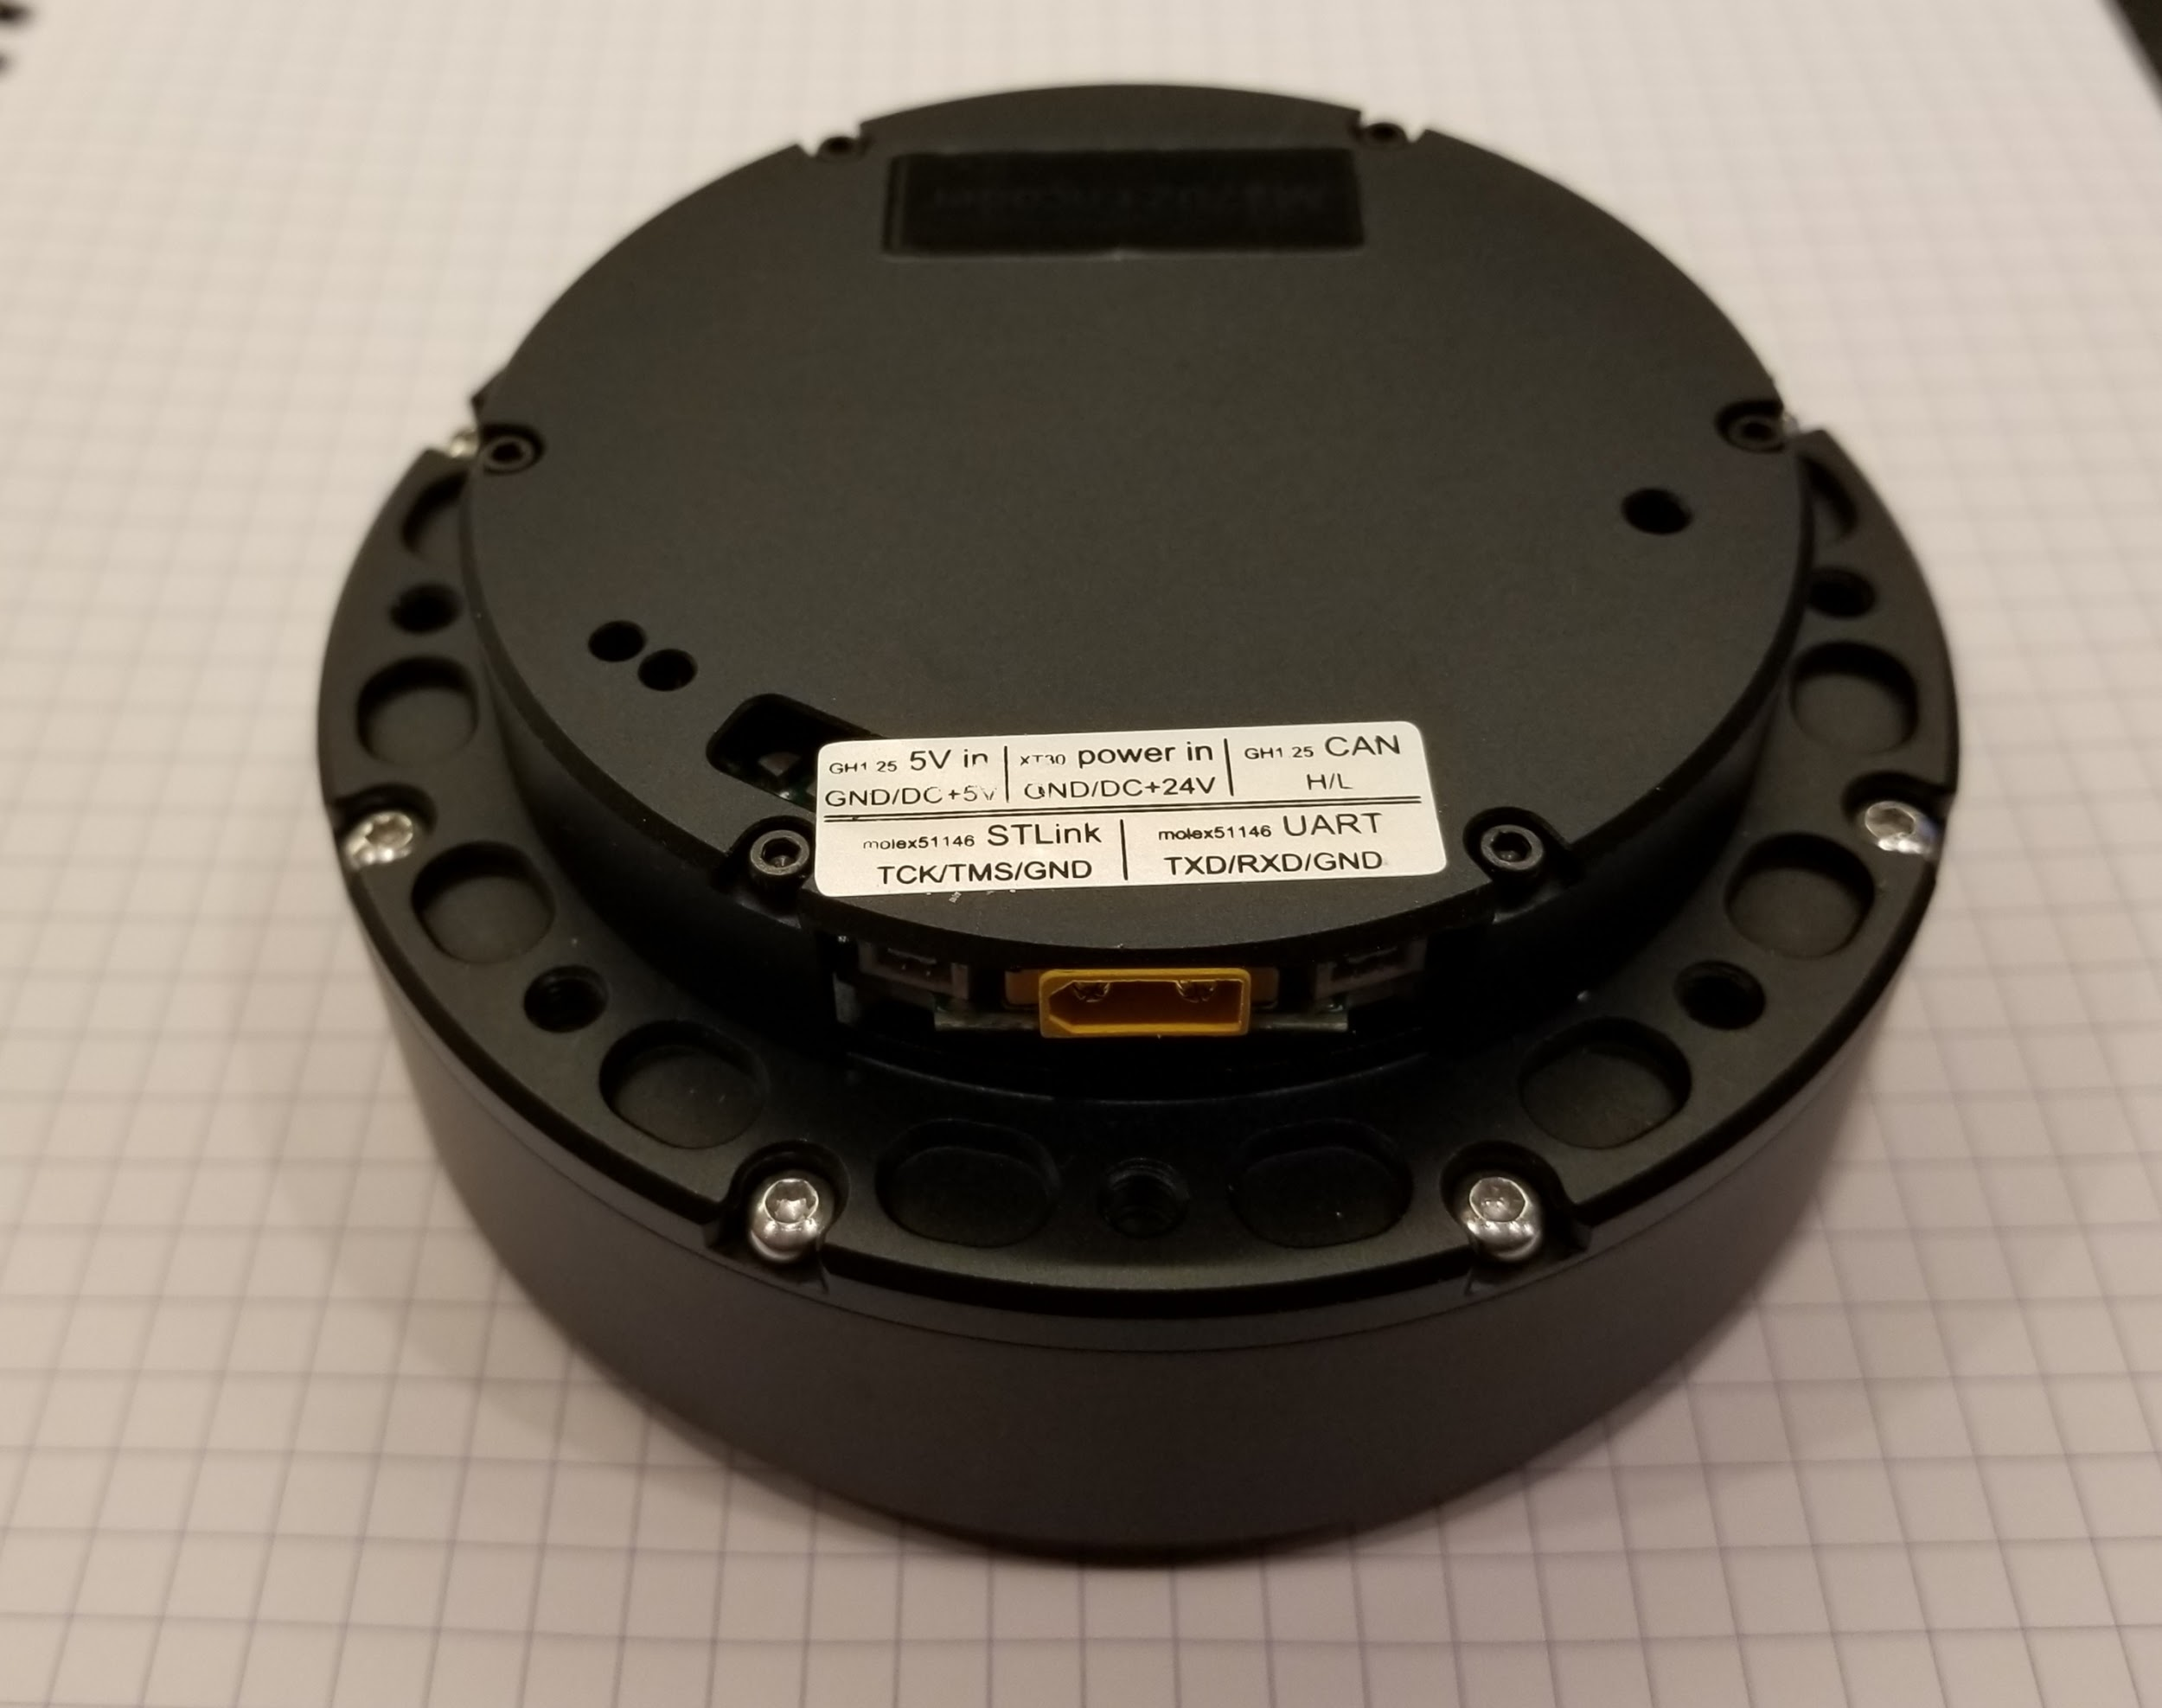 GH1 25 5V in | XT30 power in | GH1 25 CAN
GND/DC+5V | GND/DC+24V | H/L
molex51146 STLink | molex51146 UART
TCK/TMS/GND | TXD/RXD/GND